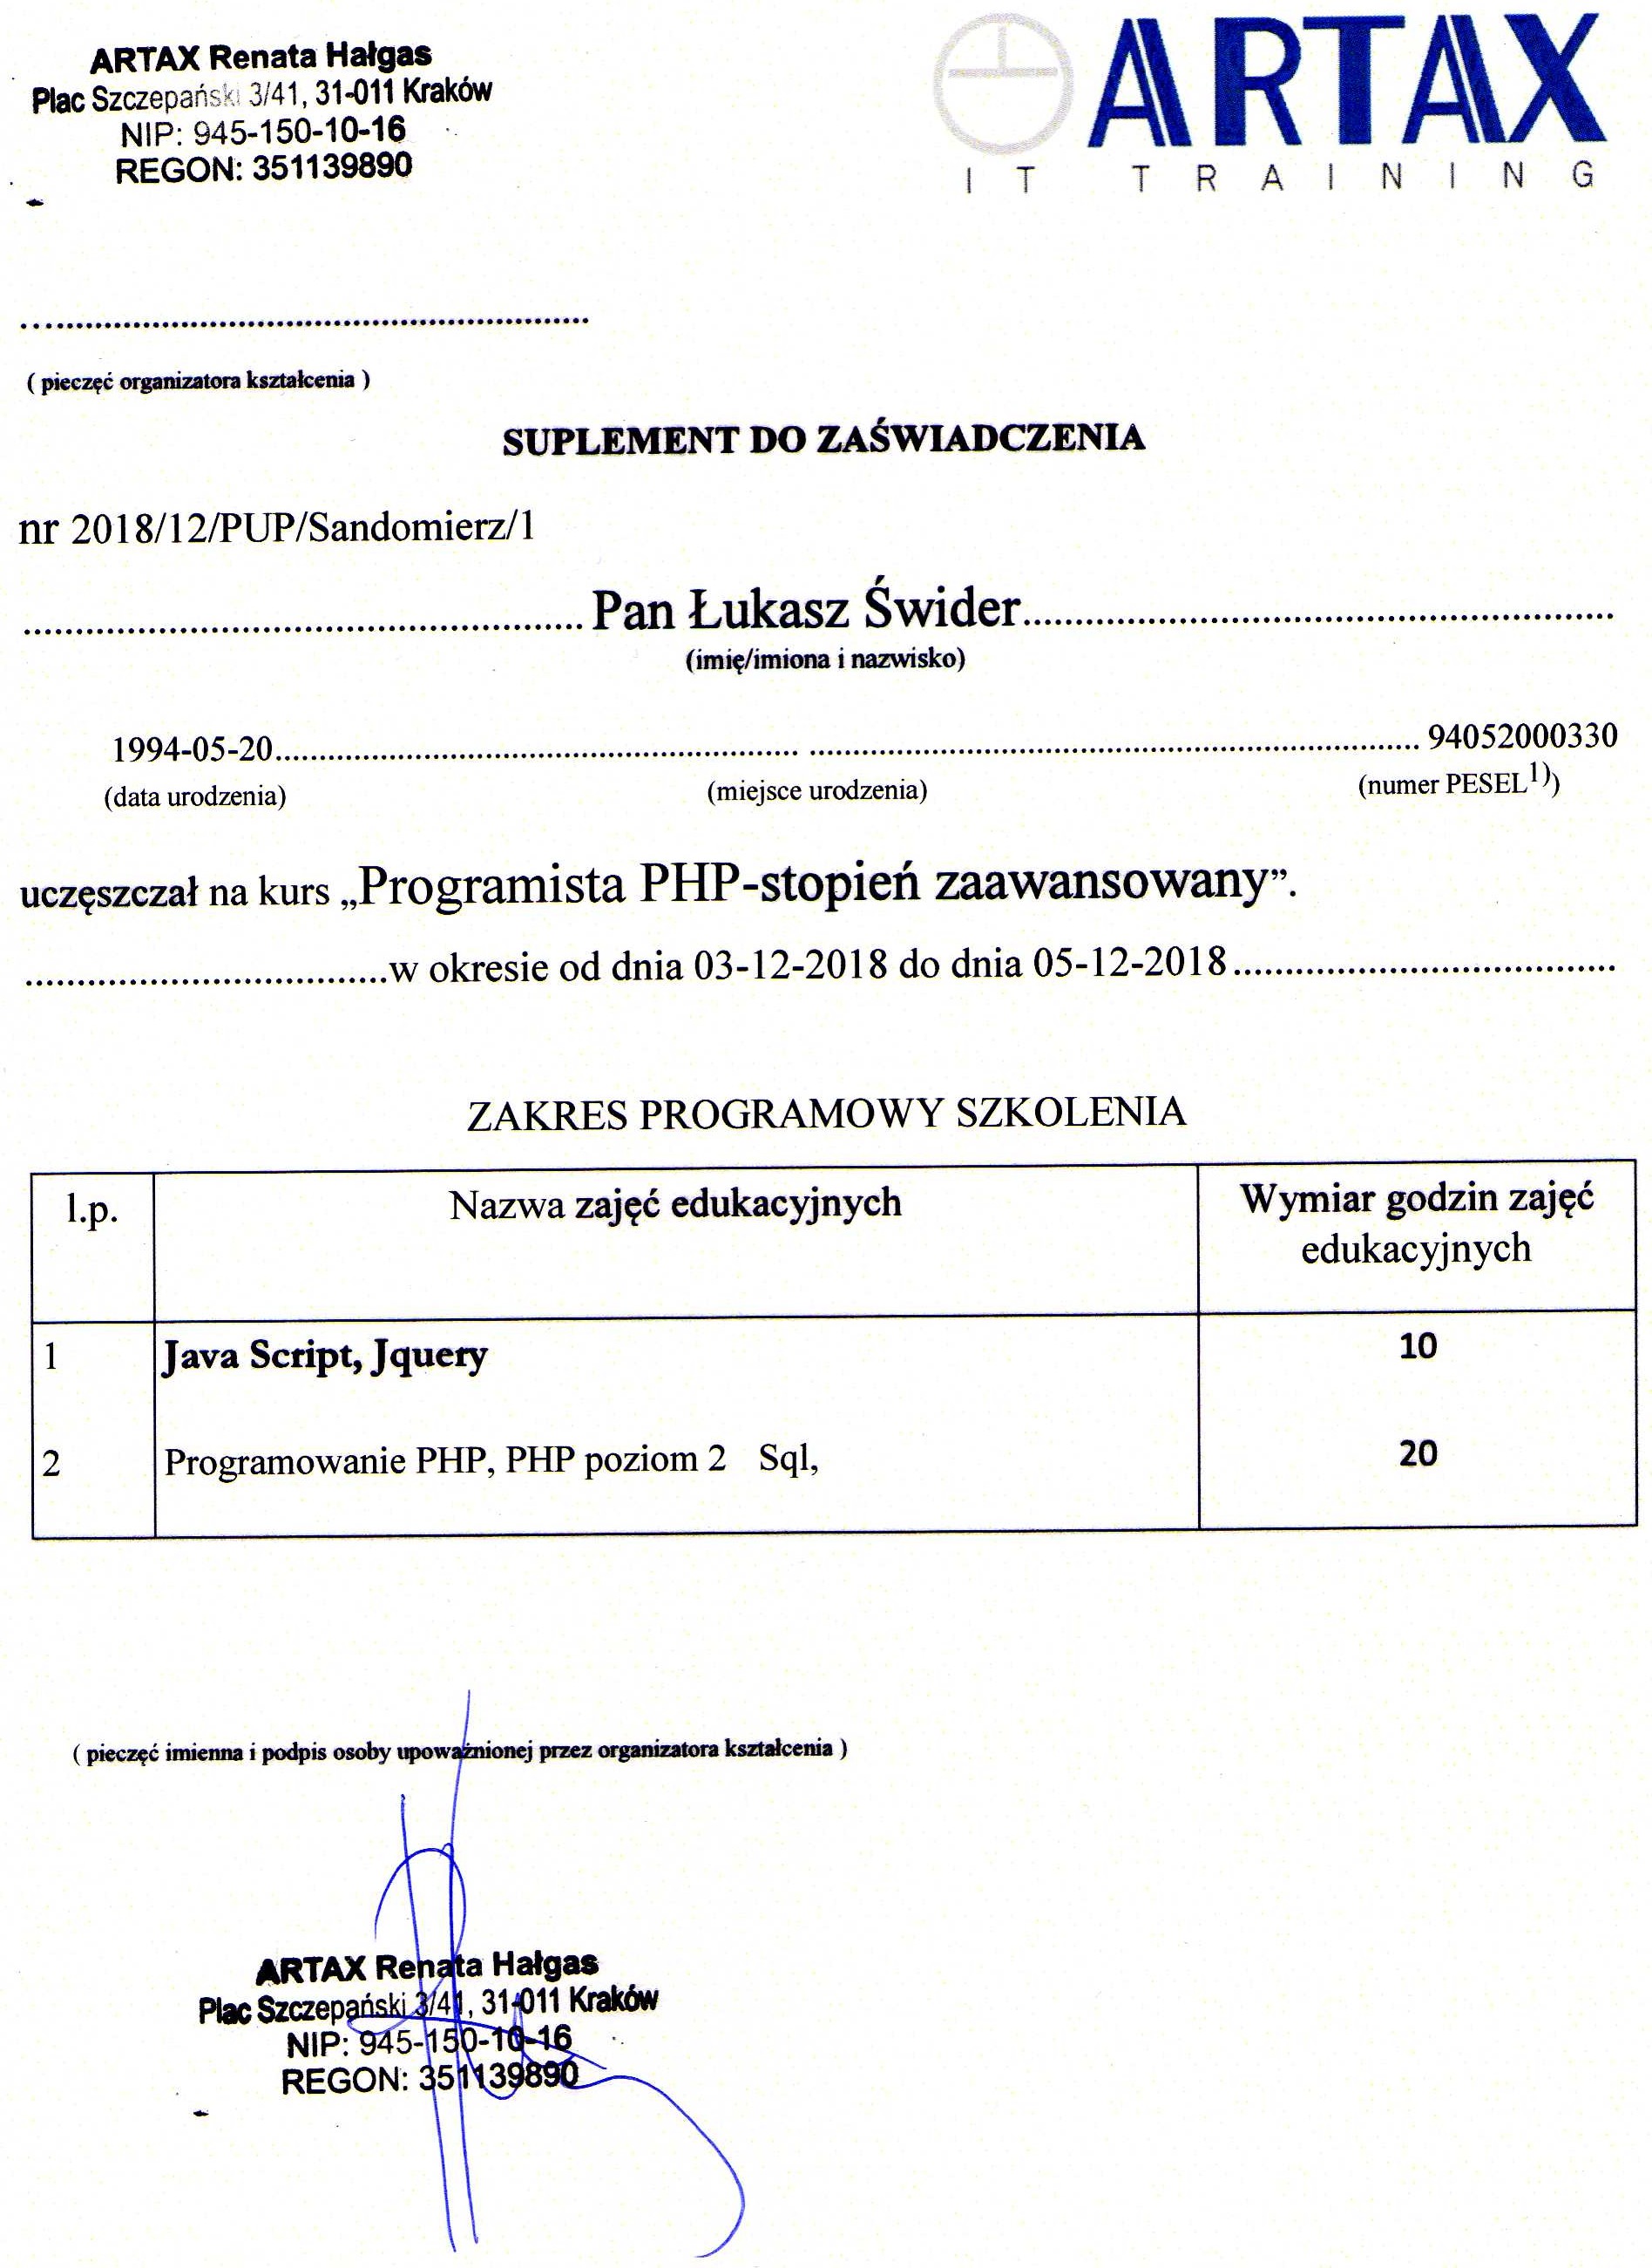 ARTAX Renata Hałgas
Plac Szczepański 3/41, 31-011 Kraków
NIP: 945-150-10-16
REGON: 351139890
ARTAX
IT TRAINING
...........................................................
( pieczęć organizatora kształcenia )
SUPLEMENT DO ZAŚWIADCZENIA
nr 2018/12/PUP/Sandomierz/1
......................................................Pan Łukasz Świder.........................................................
(imię/imiona i nazwisko)
1994-05-20.................................................... ............................................................ 94052000330
(data urodzenia) (miejsce urodzenia) (numer PESEL1))
uczęszczał na kurs „Programista PHP-stopień zaawansowany”.
...................................w okresie od dnia 03-12-2018 do dnia 05-12-2018.....................................
ZAKRES PROGRAMOWY SZKOLENIA
l.p. Nazwa zajęć edukacyjnych Wymiar godzin zajęć
edukacyjnych
1 Java Script, Jquery 10
2 Programowanie PHP, PHP poziom 2 Sql, 20
( pieczęć imienna i podpis osoby upoważnionej przez organizatora kształcenia )
ARTAX Renata Hałgas
Plac Szczepański 3/41, 31-011 Kraków
NIP: 945-150-10-16
REGON: 351139890